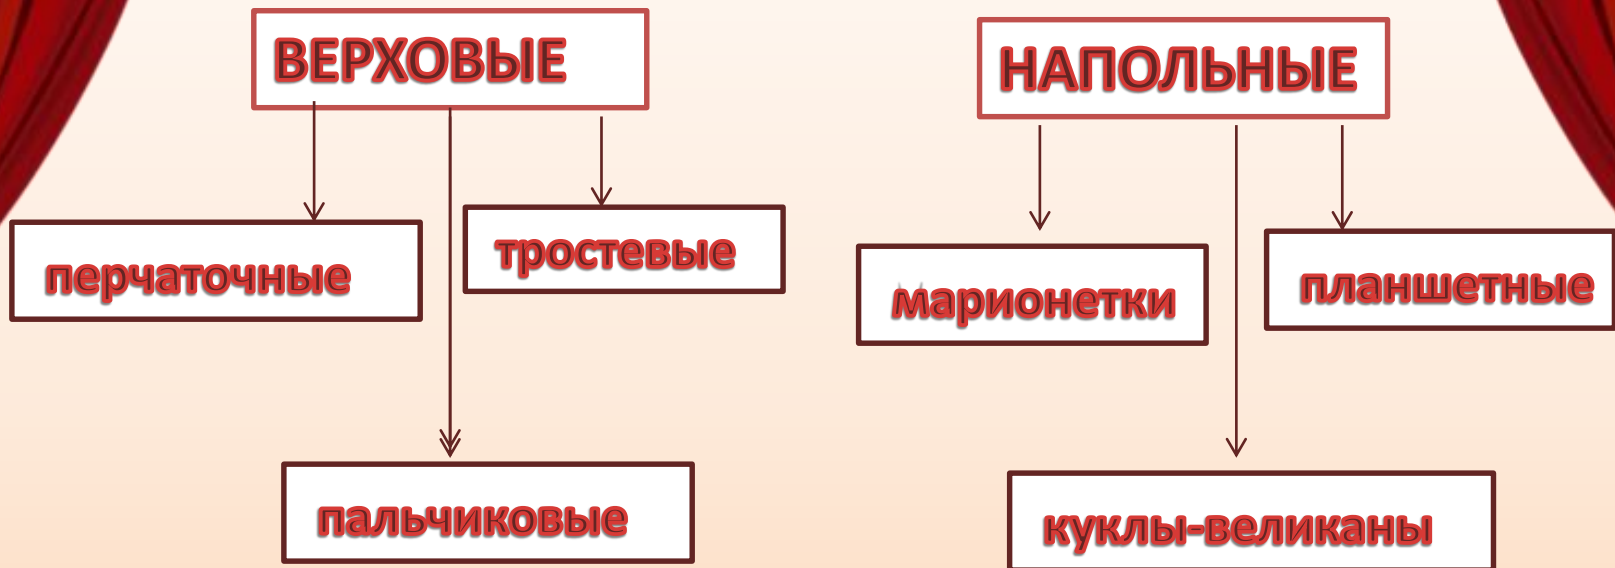 ВЕРХОВЫЕ
НАПОЛЬНЫЕ
перчаточные
тростевые
марионетки
планшетные
пальчиковые
куклы-великаны